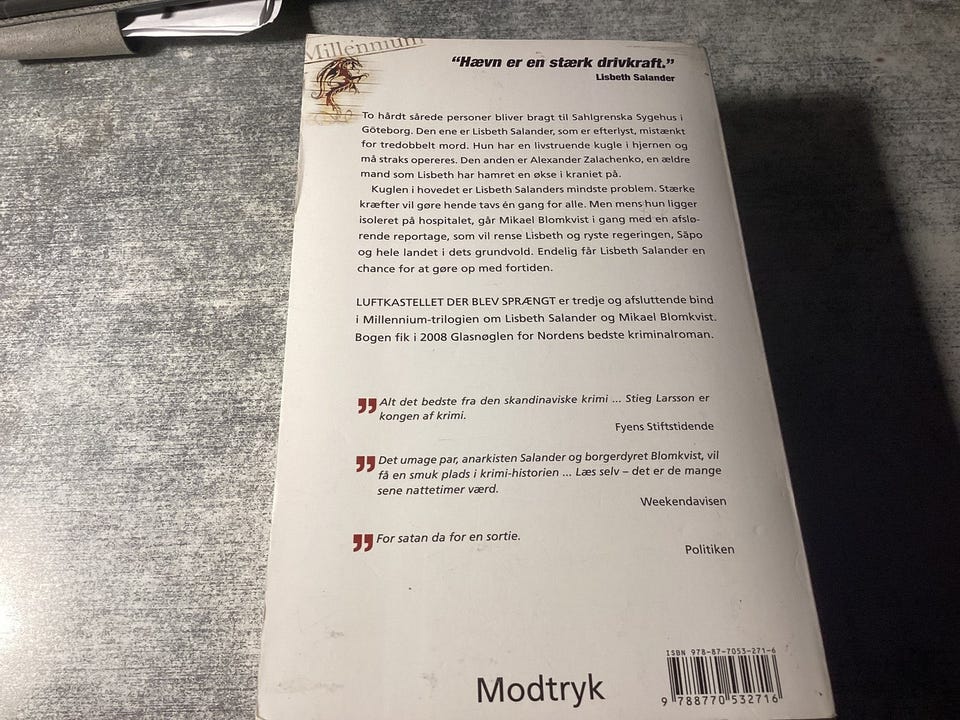 Millennium
“Hævn er en stærk drivkraft.”
Lisbeth Salander
To hårdt sårede personer bliver bragt til Sahlgrenska Sygehus i
Göteborg. Den ene er Lisbeth Salander, som er efterlyst, mistænkt
for tredobbelt mord. Hun har en livstruende kugle i hjernen og
må straks opereres. Den anden er Alexander Zalachenko, en ældre
mand som Lisbeth har hamret en økse i kraniet på.
Kuglen i hovedet er Lisbeth Salanders mindste problem. Stærke
kræfter vil gøre hende tavs én gang for alle. Men mens hun ligger
isoleret på hospitalet, går Mikael Blomkvist i gang med en afslø-
rende reportage, som vil rense Lisbeth og ryste regeringen, Säpo
og hele landet i dets grundvold. Endelig får Lisbeth Salander en
chance for at gøre op med fortiden.
LUFTKASTELLET DER BLEV SPRÆNGT er tredje og afsluttende bind
i Millennium-trilogien om Lisbeth Salander og Mikael Blomkvist.
Bogen fik i 2008 Glasnøglen for Nordens bedste kriminalroman.
” Alt det bedste fra den skandinaviske krimi ... Stieg Larsson er
kongen af krimi.
Fyens Stiftstidende
” Det umage par, anarkisten Salander og borgerdyret Blomkvist, vil
få en smuk plads i krimi-historien ... Læs selv – det er de mange
sene nattetimer værd.
Weekendavisen
” For satan da for en sortie.
Politiken
ISBN 978-87-7053-271-6
Modtryk
9 788770 532716